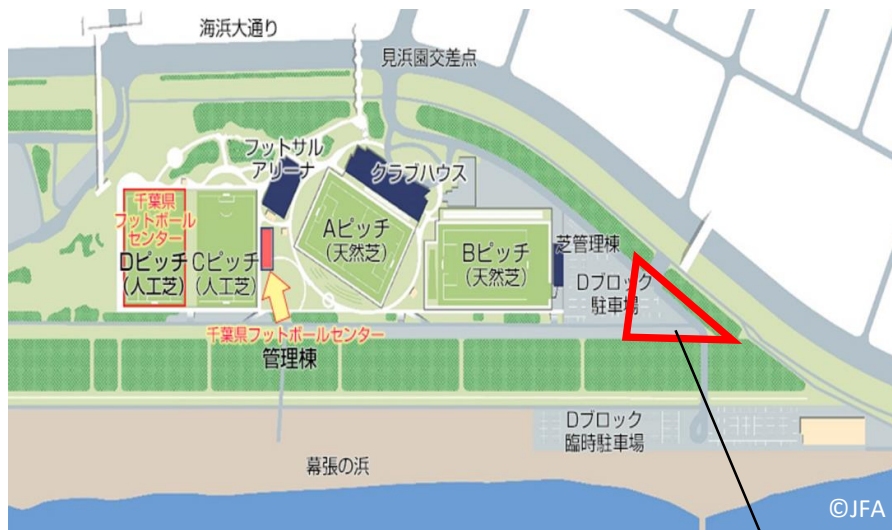 海浜大通り
見浜園交差点
フットサル
アリーナ
クラブハウス
千葉県
フットボール
センター
Dピッチ
(人工芝)
Cピッチ
(人工芝)
Aピッチ
(天然芝)
Bピッチ
(天然芝)
芝管理棟
Dブロック
駐車場
千葉県フットボールセンター
管理棟
Dブロック
臨時駐車場
幕張の浜
©JFA